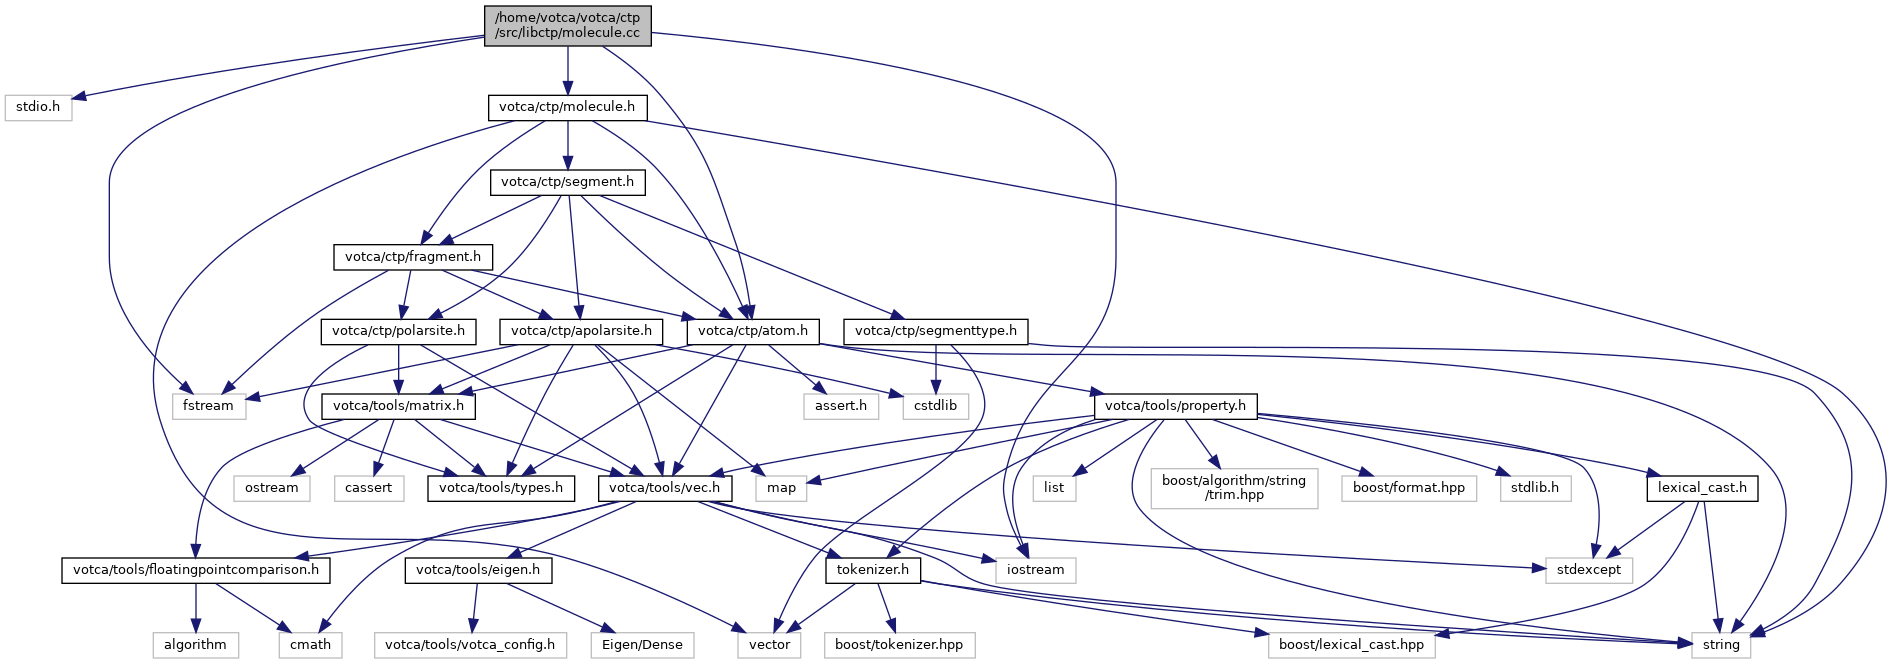 /home/votca/votca/ctp
/src/libctp/molecule.cc
stdio.h
votca/ctp/molecule.h
votca/ctp/segment.h
votca/ctp/fragment.h
votca/ctp/polarsite.h
votca/ctp/apolarsite.h
votca/ctp/atom.h
votca/ctp/segmenttype.h
fstream
votca/tools/matrix.h
assert.h
cstdlib
votca/tools/property.h
ostream
cassert
votca/tools/types.h
votca/tools/vec.h
map
list
boost/algorithm/string
/trim.hpp
boost/format.hpp
stdlib.h
lexical_cast.h
votca/tools/floatingpointcomparison.h
votca/tools/eigen.h
tokenizer.h
iostream
stdexcept
algorithm
cmath
votca/tools/votca_config.h
Eigen/Dense
vector
boost/tokenizer.hpp
boost/lexical_cast.hpp
string